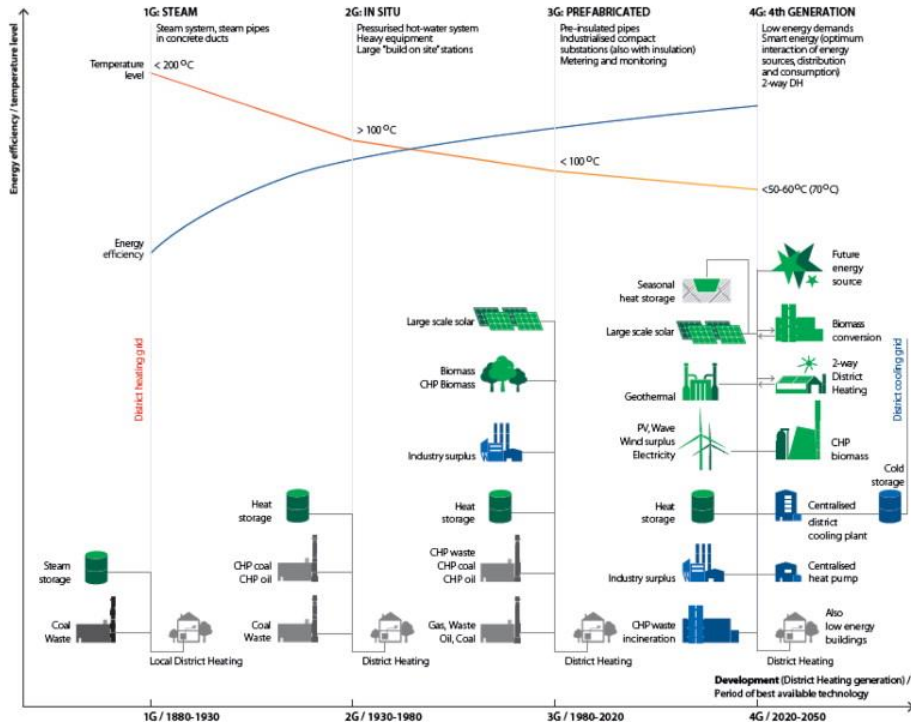 1G: STEAM
Steam system, steam pipes
in concrete ducts
2G: IN SITU
Pressurised hot-water system
Heavy equipment
Large "build on site" stations
3G: PREFABRICATED
Pre-insulated pipes
Industrialised compact
substations (also with insulation)
Metering and monitoring
4G: 4th GENERATION
Low energy demands
Smart energy (optimum
interaction of energy
sources, distribution
and consumption)
2-way DH
Energy efficiency / temperature level
Temperature
level
< 200 °C
> 100 °C
< 100 °C
<50-60°C (70°C)
Energy
efficiency
District heating grid
District cooling grid
Steam
storage
Coal
Waste
Local District Heating
Heat
storage
CHP coal
CHP oil
Coal
Waste
District Heating
Large scale solar
Biomass
CHP Biomass
Industry surplus
Heat
storage
CHP waste
CHP coal
CHP oil
Gas, Waste
Oil, Coal
District Heating
Seasonal
heat storage
Large scale solar
Geothermal
PV, Wave
Wind surplus
Electricity
Heat
storage
Industry surplus
CHP waste
incineration
Future
energy
source
Biomass
conversion
2-way
District
Heating
CHP
biomass
Cold
storage
Centralised
district
cooling plant
Centralised
heat pump
Also
low energy
buildings
District Heating
Development (District Heating generation) /
Period of best available technology
1G / 1880-1930
2G / 1930-1980
3G / 1980-2020
4G / 2020-2050